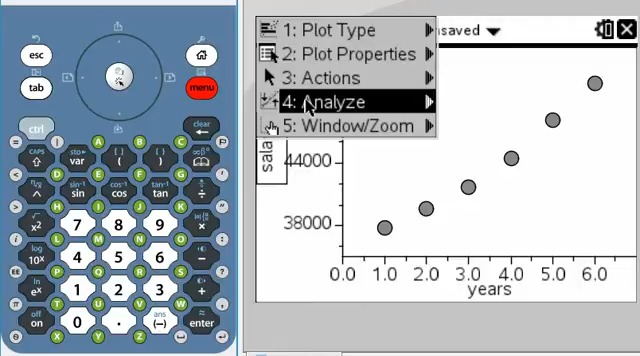 esc
tab
menu
ctrl
clear
CAPS
sto▸
var
A
B
C
D
E
F
G
sin⁻¹
cos⁻¹
tan⁻¹
sin
cos
tan
÷
x²
7
8
9
×
log
10ˣ
4
5
6
−
ln
eˣ
1
2
3
+
off
on
0
.
ans
(−)
≈
enter
H
I
J
K
L
M
N
O
P
Q
R
S
T
U
V
W
X
Y
Z
EE
1: Plot Type
2: Plot Properties
3: Actions
4: Analyze
5: Window/Zoom
nsaved
sala
44000
38000
0.0 1.0 2.0 3.0 4.0 5.0 6.0
years